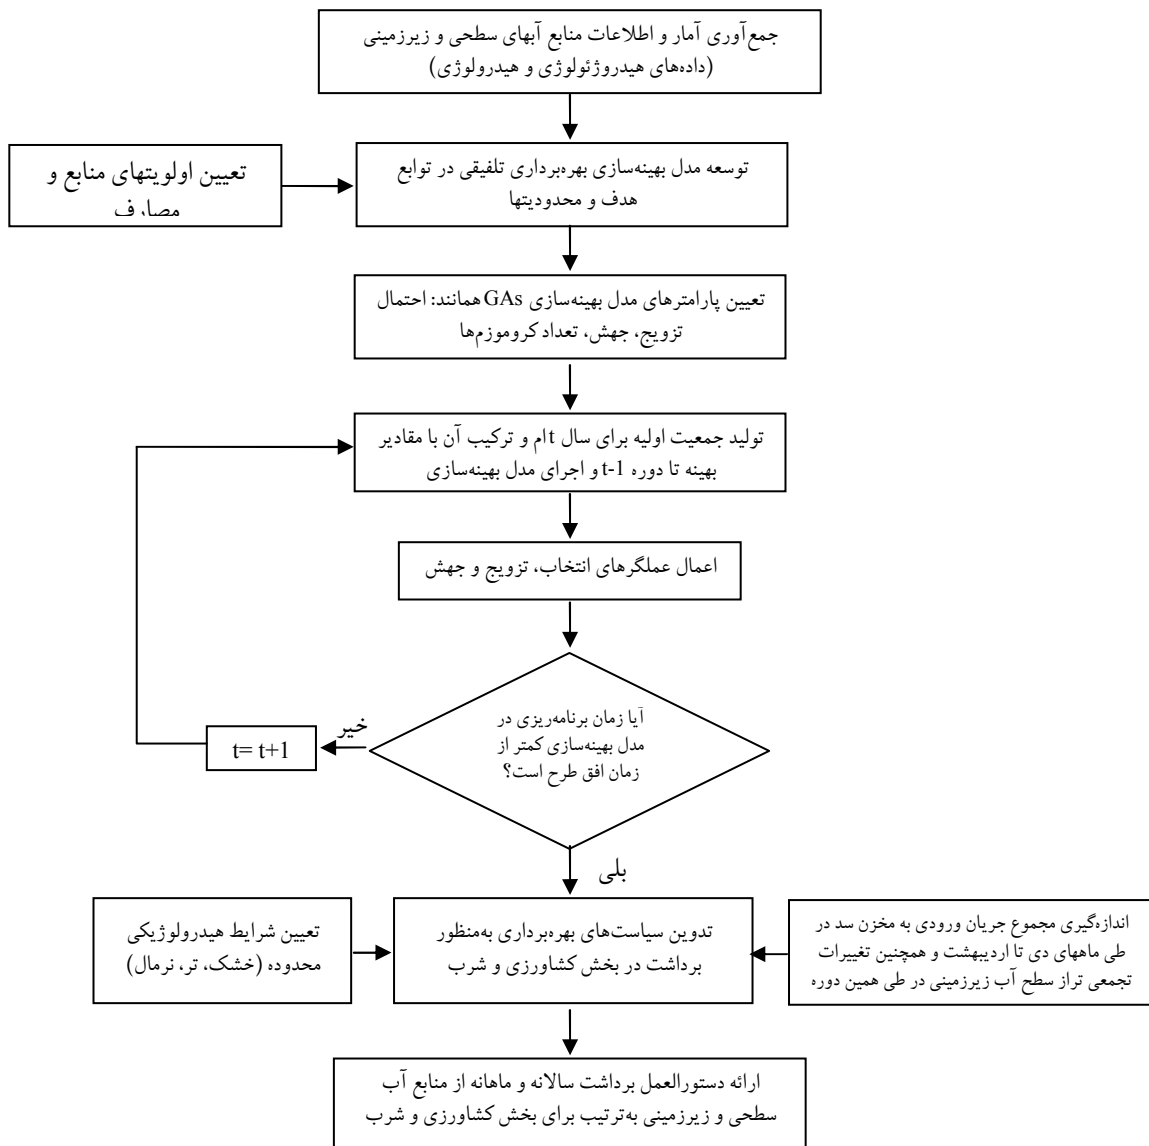 جمع‌آوری آمار و اطلاعات منابع آبهای سطحی و زیرزمینی
(داده‌های هیدروژئولوژی و هیدرولوژی)
تعیین اولویتهای منابع و
مصارف
توسعه مدل بهینه‌سازی بهره‌برداری تلفیقی در توابع
هدف و محدودیتها
تعیین پارامترهای مدل بهینه‌سازی GAs همانند: احتمال
تزویج، جهش، تعداد کروموزم‌ها
تولید جمعیت اولیه برای سال t ام و ترکیب آن با مقادیر
بهینه تا دوره t-1 و اجرای مدل بهینه‌سازی
اعمال عملگرهای انتخاب، تزویج و جهش
آیا زمان برنامه‌ریزی در
مدل بهینه‌سازی کمتر از
زمان افق طرح است؟
خیر
t= t+1
بلی
اندازه‌گیری مجموع جریان ورودی به مخزن سد در
طی ماههای دی تا اردیبهشت و همچنین تغییرات
تجمعی تراز سطح آب زیرزمینی در طی همین دوره
تدوین سیاست‌های بهره‌برداری به‌منظور
برداشت در بخش کشاورزی و شرب
تعیین شرایط هیدرولوژیکی
محدوده (خشک، تر، نرمال)
ارائه دستورالعمل برداشت سالانه و ماهانه از منابع آب
سطحی و زیرزمینی به‌ترتیب برای بخش کشاورزی و شرب